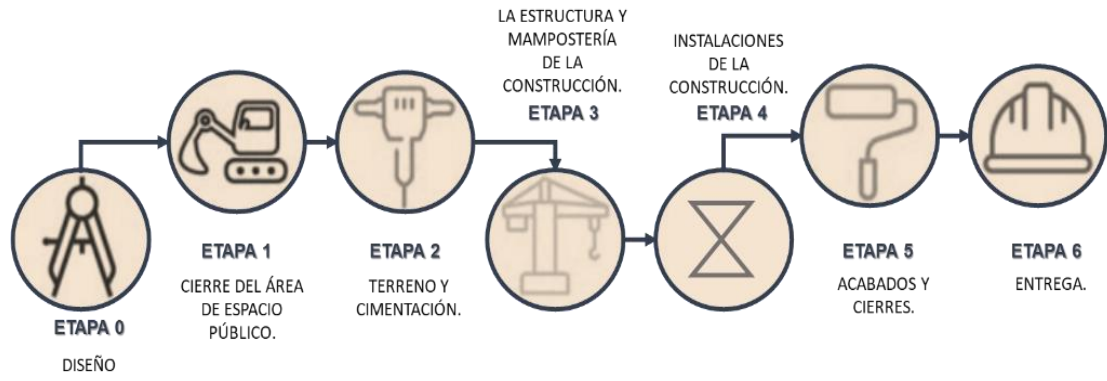 ETAPA 0
DISEÑO
ETAPA 1
CIERRE DEL ÁREA
DE ESPACIO
PÚBLICO.
ETAPA 2
TERRENO Y
CIMENTACIÓN.
LA ESTRUCTURA Y
MAMPOSTERÍA
DE LA
CONSTRUCCIÓN.
ETAPA 3
INSTALACIONES
DE LA
CONSTRUCCIÓN.
ETAPA 4
ETAPA 5
ACABADOS Y
CIERRES.
ETAPA 6
ENTREGA.